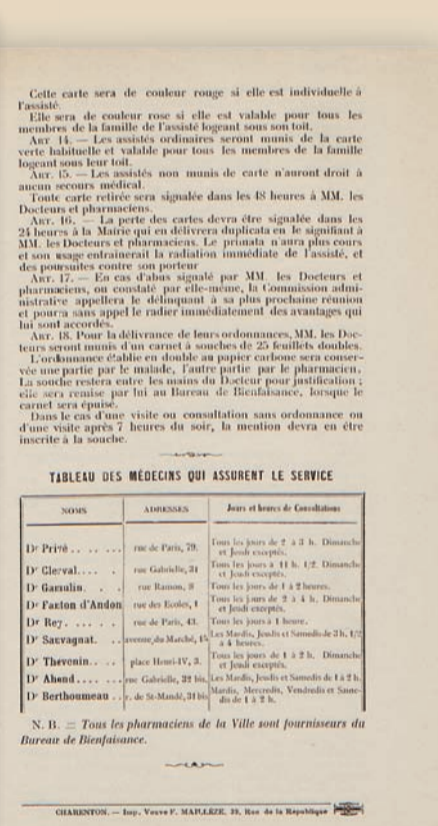 Cette carte sera de couleur rouge si elle est individuelle à
l'assisté.
Elle sera de couleur rose si elle est valable pour tous les
membres de la famille de l'assisté logeant sous son toit.
ART 14. — Les assistés ordinaires seront munis de la carte
verte habituelle et valable pour tous les membres de la famille
logeant sous leur toit.
ART. 15. — Les assistés non munis de carte n'auront droit à
aucun secours médical.
Toute carte retirée sera signalée dans les 48 heures à MM. les
Docteurs et pharmaciens.
ART. 16. — La perte des cartes devra être signalée dans les
24 heures à la Mairie qui en délivrera duplicata en le signifiant à
MM. les Docteurs et pharmaciens. Le primata n'aura plus cours
et son usage entrainerait la radiation immédiate de l'assisté, et
des poursuites contre son porteur
ART. 17. — En cas d'abus signalé par MM. les Docteurs et
pharmaciens, ou constaté par elle-même, la Commission admi-
nistrative appellera le délinquant à sa plus prochaine réunion
et pourra sans appel le radier immédiatement des avantages qui
lui sont accordés.
ART. 18. Pour la délivrance de leurs ordonnances, MM. les Doc-
teurs seront munis d'un carnet à souches de 25 feuillets doubles.
L'ordonnance établie en double au papier carbone sera conser-
vée une partie par le malade, l'autre partie par le pharmacien.
La souche restera entre les mains du Docteur pour justification ;
elle sera remise par lui au Bureau de Bienfaisance, lorsque le
carnet sera épuisé.
Dans le cas d'une visite ou consultation sans ordonnance ou
d'une visite après 7 heures du soir, la mention devra en être
inscrite à la souche.
TABLEAU DES MÉDECINS QUI ASSURENT LE SERVICE
NOMS ADRESSES Jours et heures de Consultations
Dr Privé . . . . . . . rue de Paris, 79. Tous les jours de 2 à 3 h. Dimanche
et Jeudi exceptés.
Dr Clerval. . . . . rue Gabrielle, 31 Tous les jours à 11 h. 1/2. Dimanche
et Jeudi exceptés.
Dr Gamulin. . rue Ramon, 8 Tous les jours de 1 à 2 heures.
Dr Faxton d'Andon rue des Ecoles, 1 Tous les jours de 2 à 4 h. Dimanche
et Jeudi exceptés.
Dr Rey. . . . . . rue de Paris, 43. Tous les jours à 1 heure.
Dr Sauvagnat. . . avenue du Marché, 15 Les Mardis, Jeudis et Samedis de 3 h. 1/2
à 4 heures.
Dr Thevenin. . . . place Henri-IV, 3. Tous les jours de 1 à 2 h. Dimanche
et Jeudi exceptés.
Dr Abend . . . . . rue Gabrielle, 32 bis. Les Mardis, Jeudis et Samedis de 1 à 2 h.
Dr Berthoumeau . . r. de St-Mandé, 31 bis Mardis, Mercredis, Vendredis et Same-
dis de 1 à 2 h.
N. B. — Tous les pharmaciens de la Ville sont fournisseurs du
Bureau de Bienfaisance.
CHARENTON. — Imp. Veuve F. MAILLÈZE, 39, Rue de la République